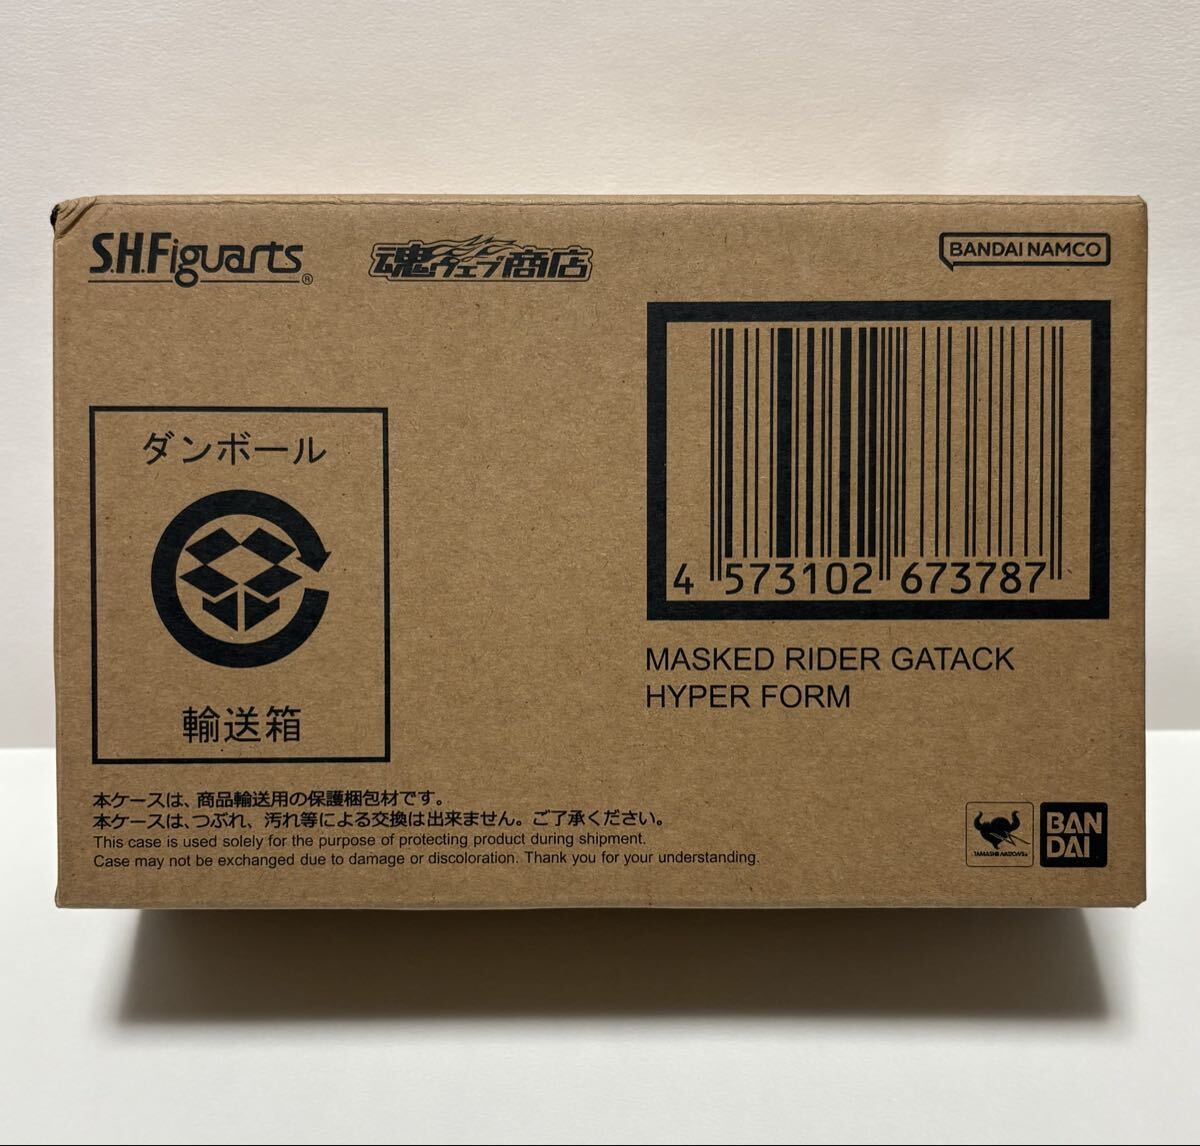 S.H.Figuarts®
魂ウェブ商店
BANDAI NAMCO
4 573102 673787
MASKED RIDER GATACK
HYPER FORM
ダンボール
輸送箱
本ケースは、商品輸送用の保護梱包材です。
本ケースは、つぶれ、汚れ等による交換は出来ません。ご了承ください。
This case is used solely for the purpose of protecting product during shipment.
Case may not be exchanged due to damage or discoloration. Thank you for your understanding.
TAMASHII NATIONS
BAN
DAI